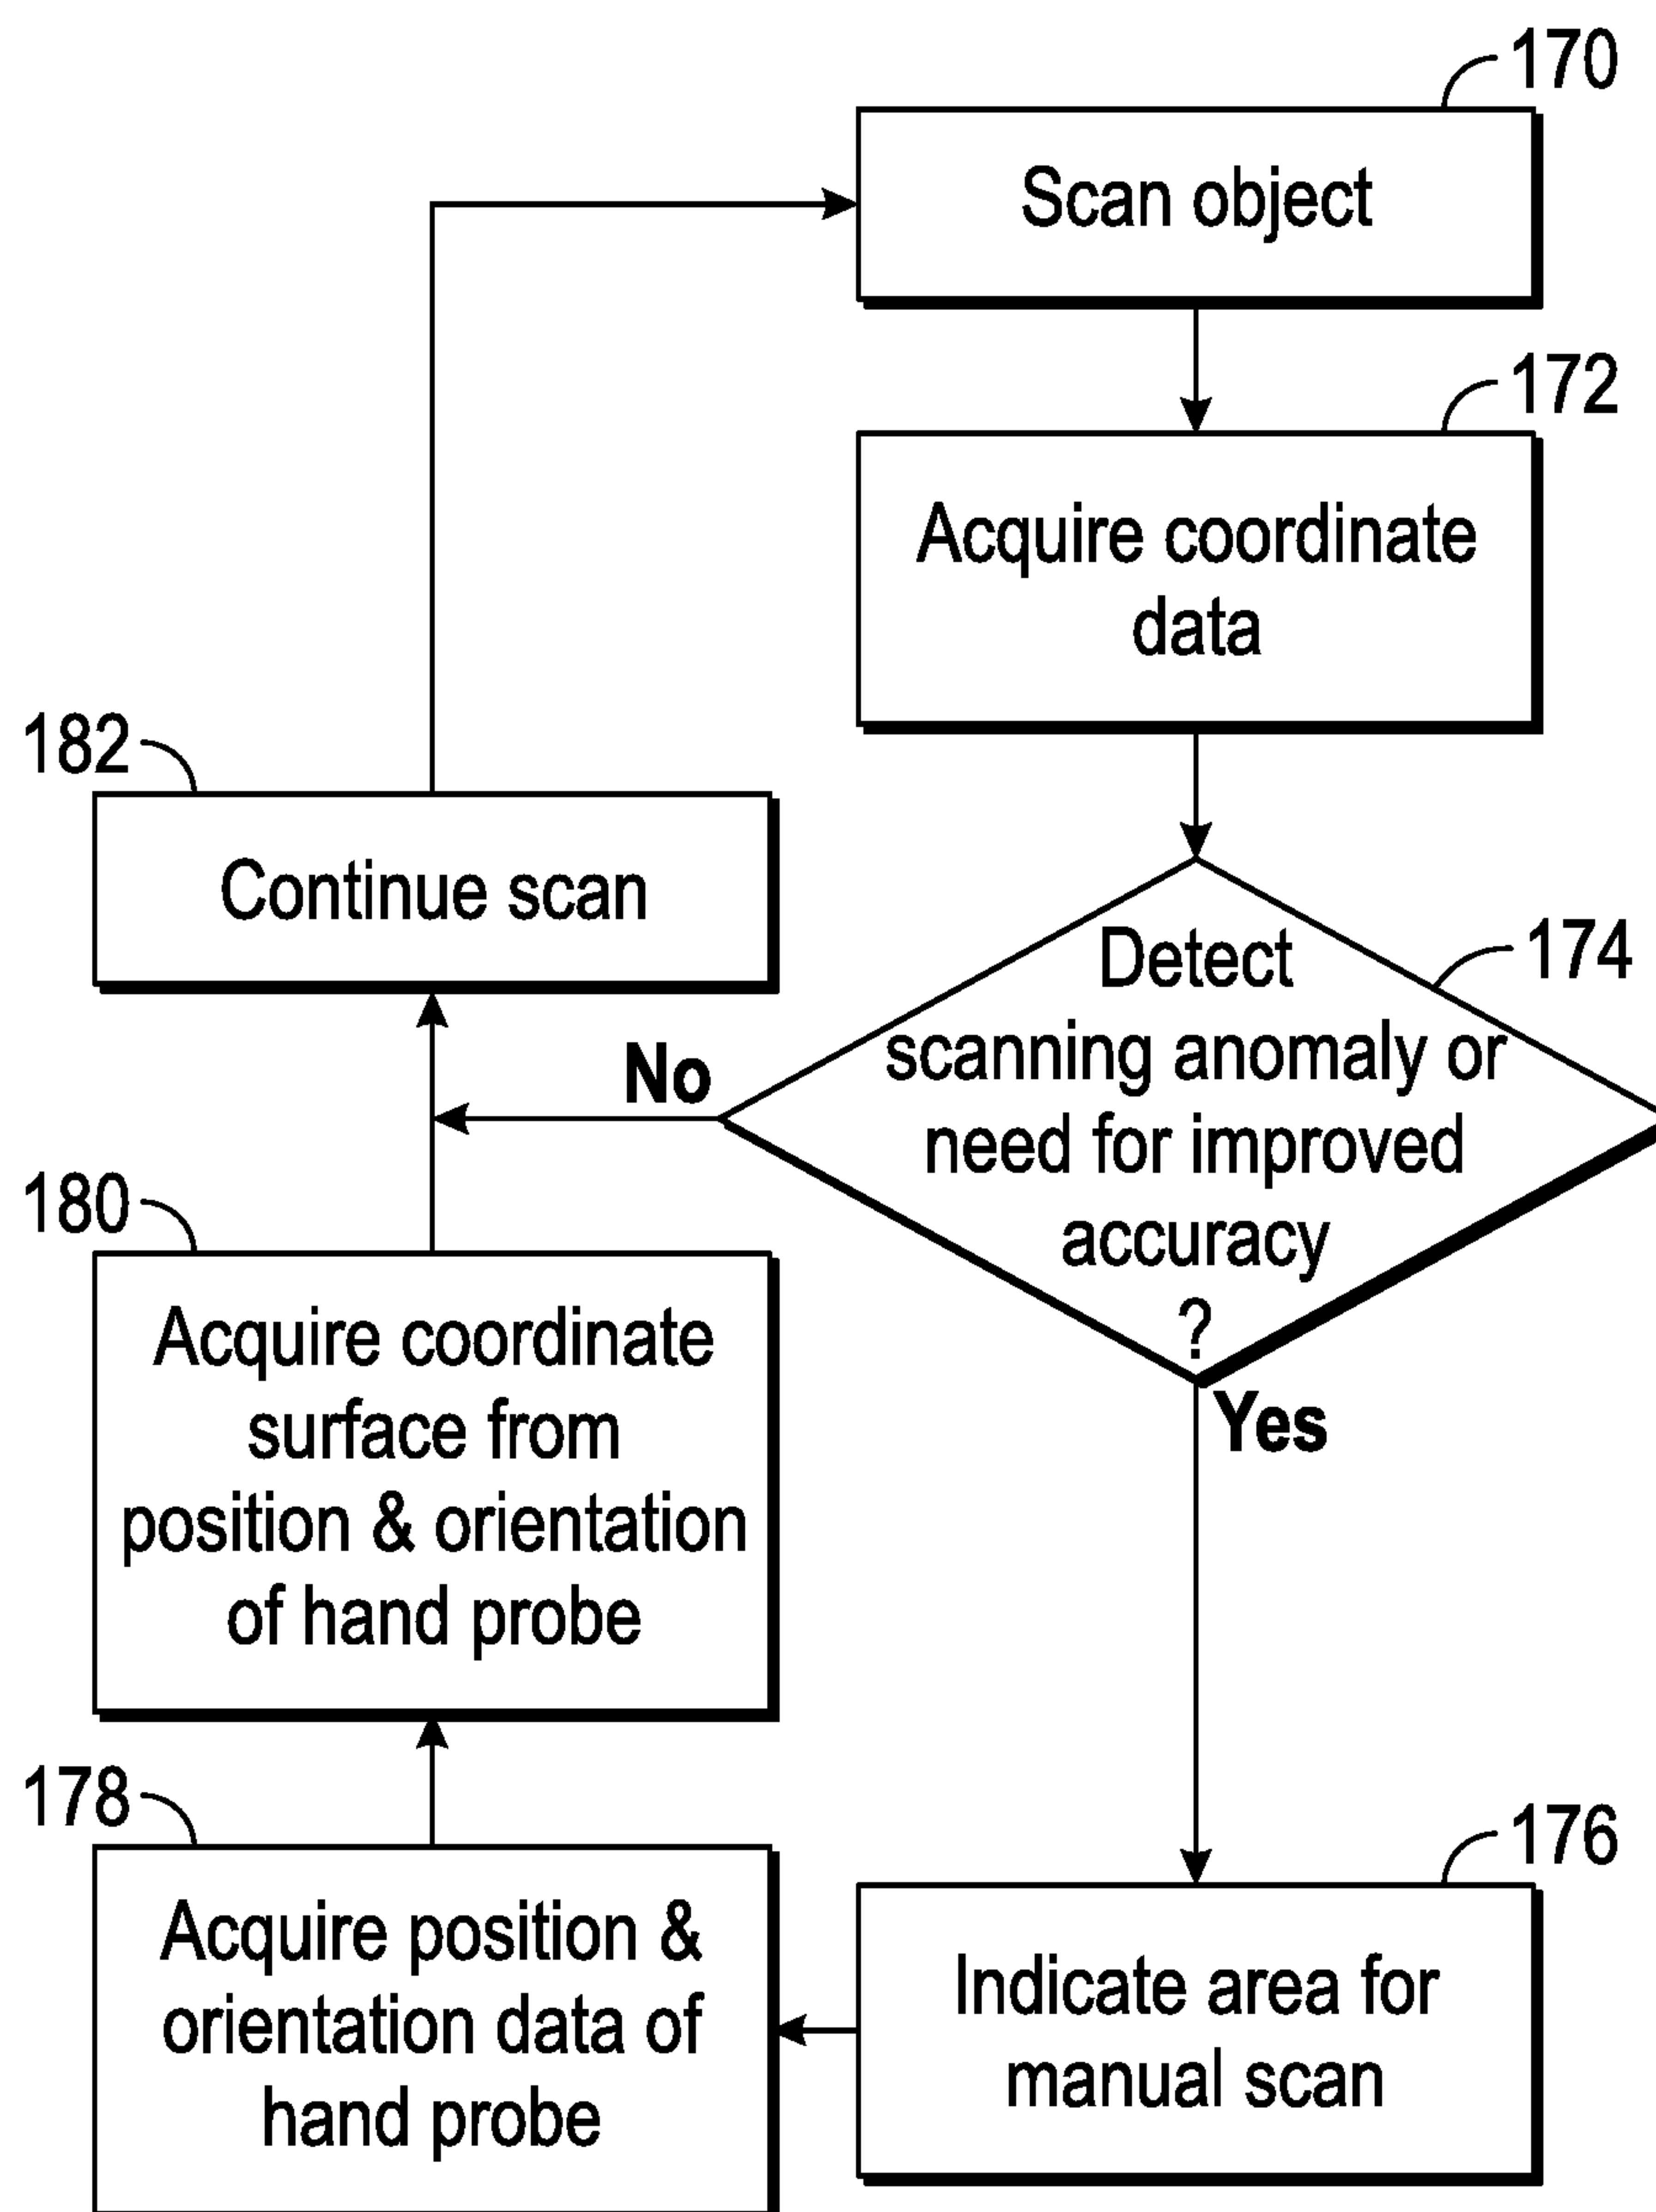 170
Scan object
172
Acquire coordinate
data
174
Detect
scanning anomaly or
need for improved
accuracy
?
No
Yes
176
Indicate area for
manual scan
178
Acquire position &
orientation data of
hand probe
180
Acquire coordinate
surface from
position & orientation
of hand probe
182
Continue scan